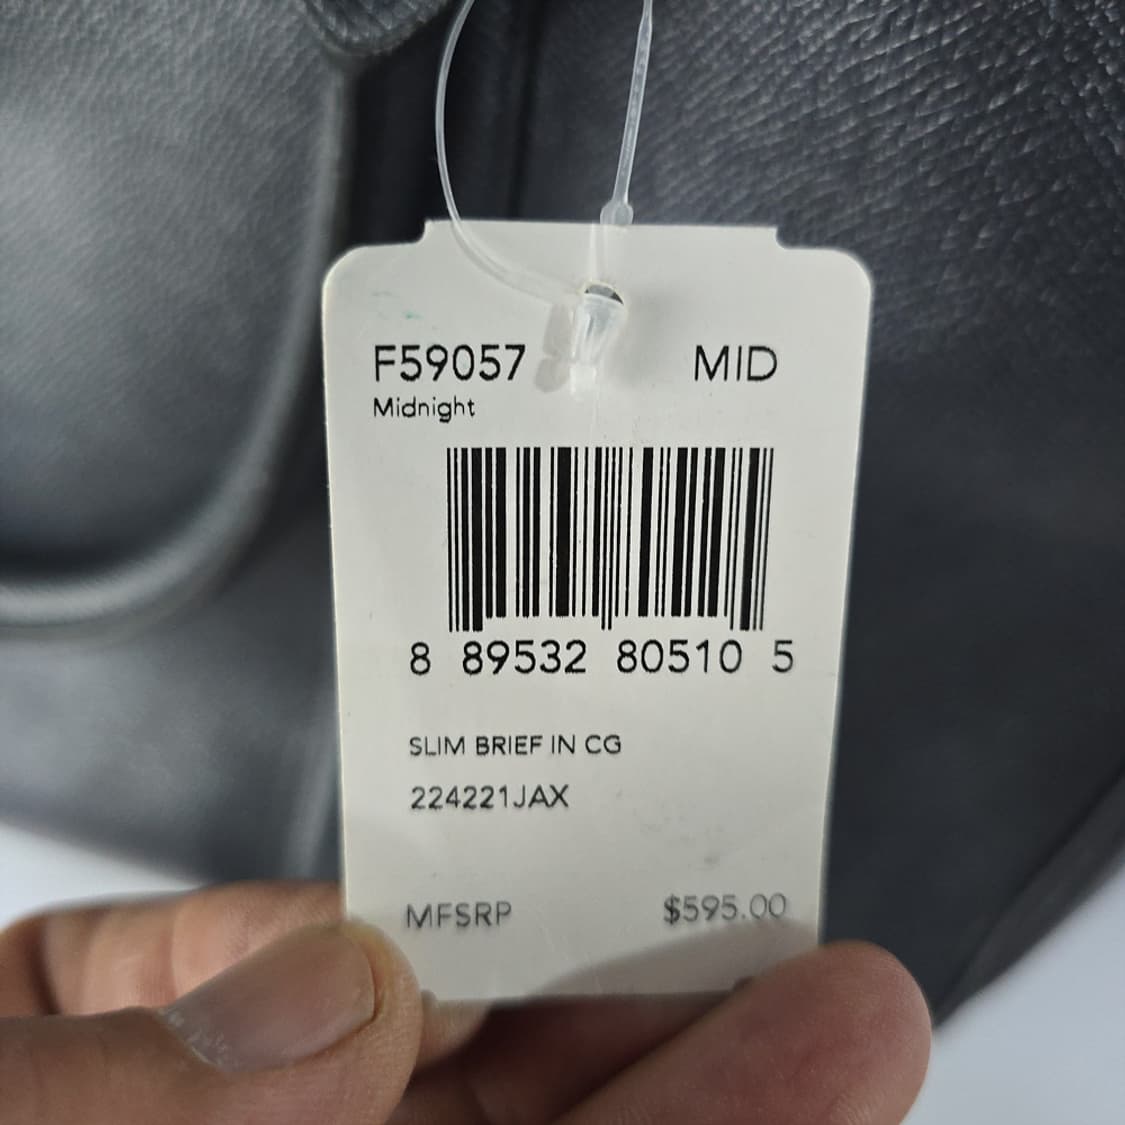 F59057 MID
Midnight
8 89532 80510 5
SLIM BRIEF IN CG
224221JAX
MFSRP $595.00